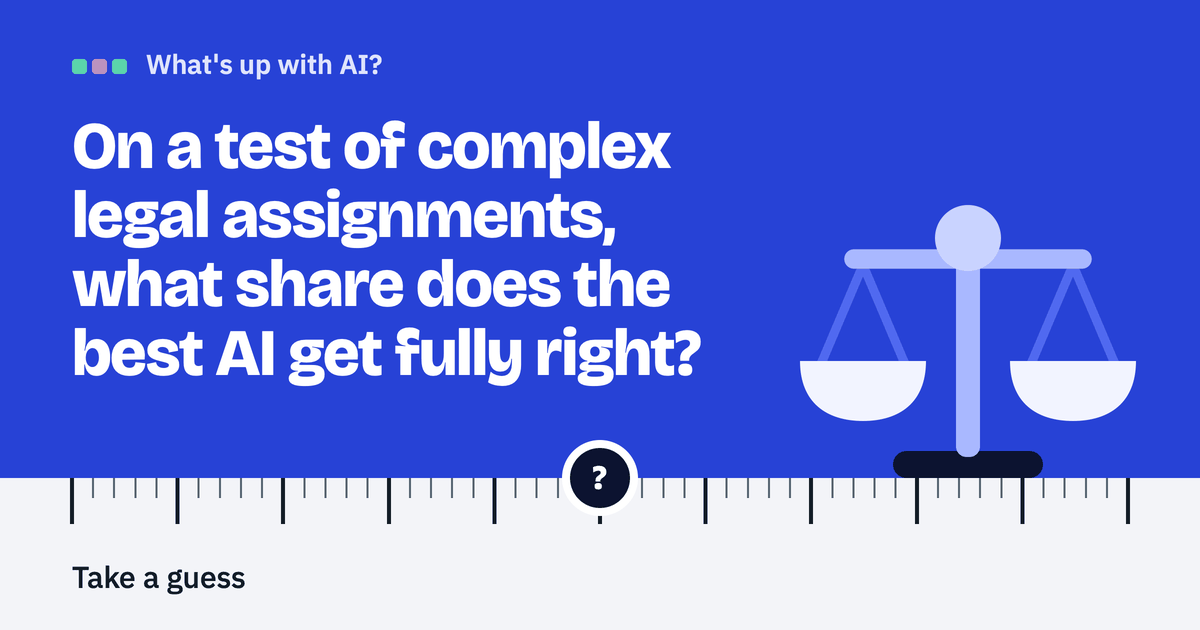 What's up with AI?
On a test of complex
legal assignments,
what share does the
best AI get fully right?
?
Take a guess